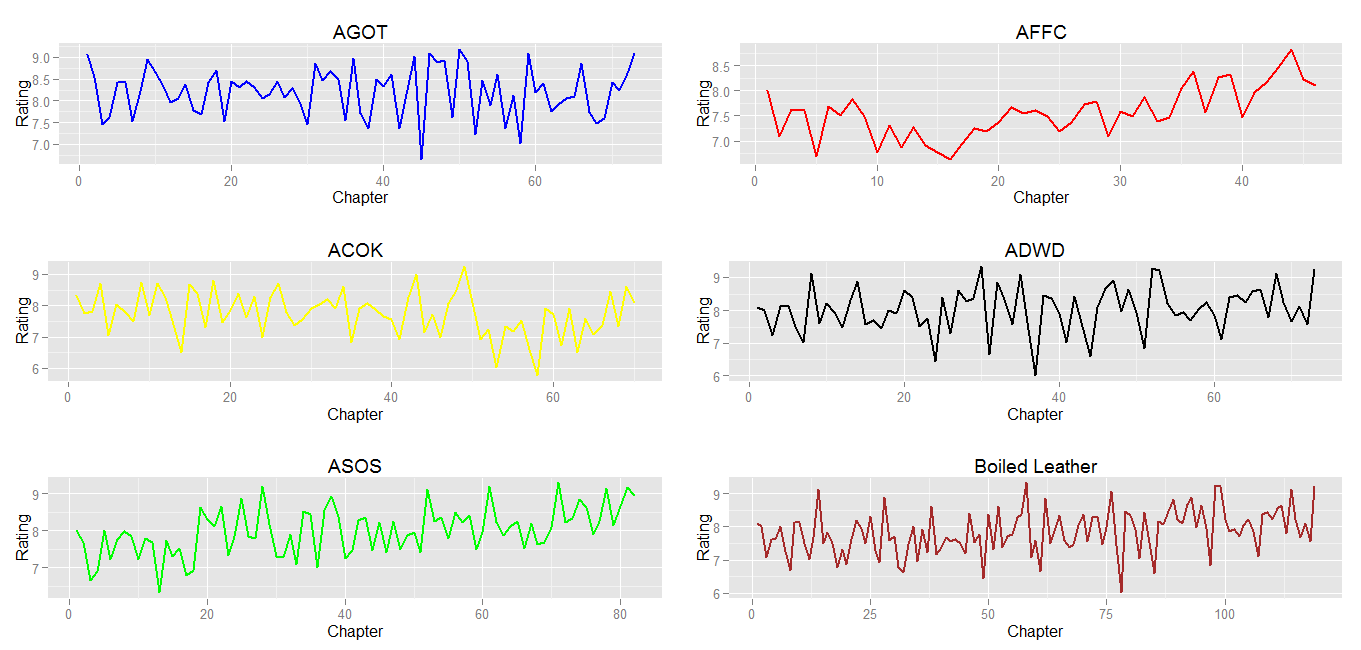 AGOT
Rating
9.0
8.5
8.0
7.5
7.0
0 20 40 60
Chapter
AFFC
Rating
8.5
8.0
7.5
7.0
0 10 20 30 40
Chapter
ACOK
Rating
9
8
7
6
0 20 40 60
Chapter
ADWD
Rating
9
8
7
6
0 20 40 60
Chapter
ASOS
Rating
9
8
7
0 20 40 60 80
Chapter
Boiled Leather
Rating
9
8
7
6
0 25 50 75 100
Chapter